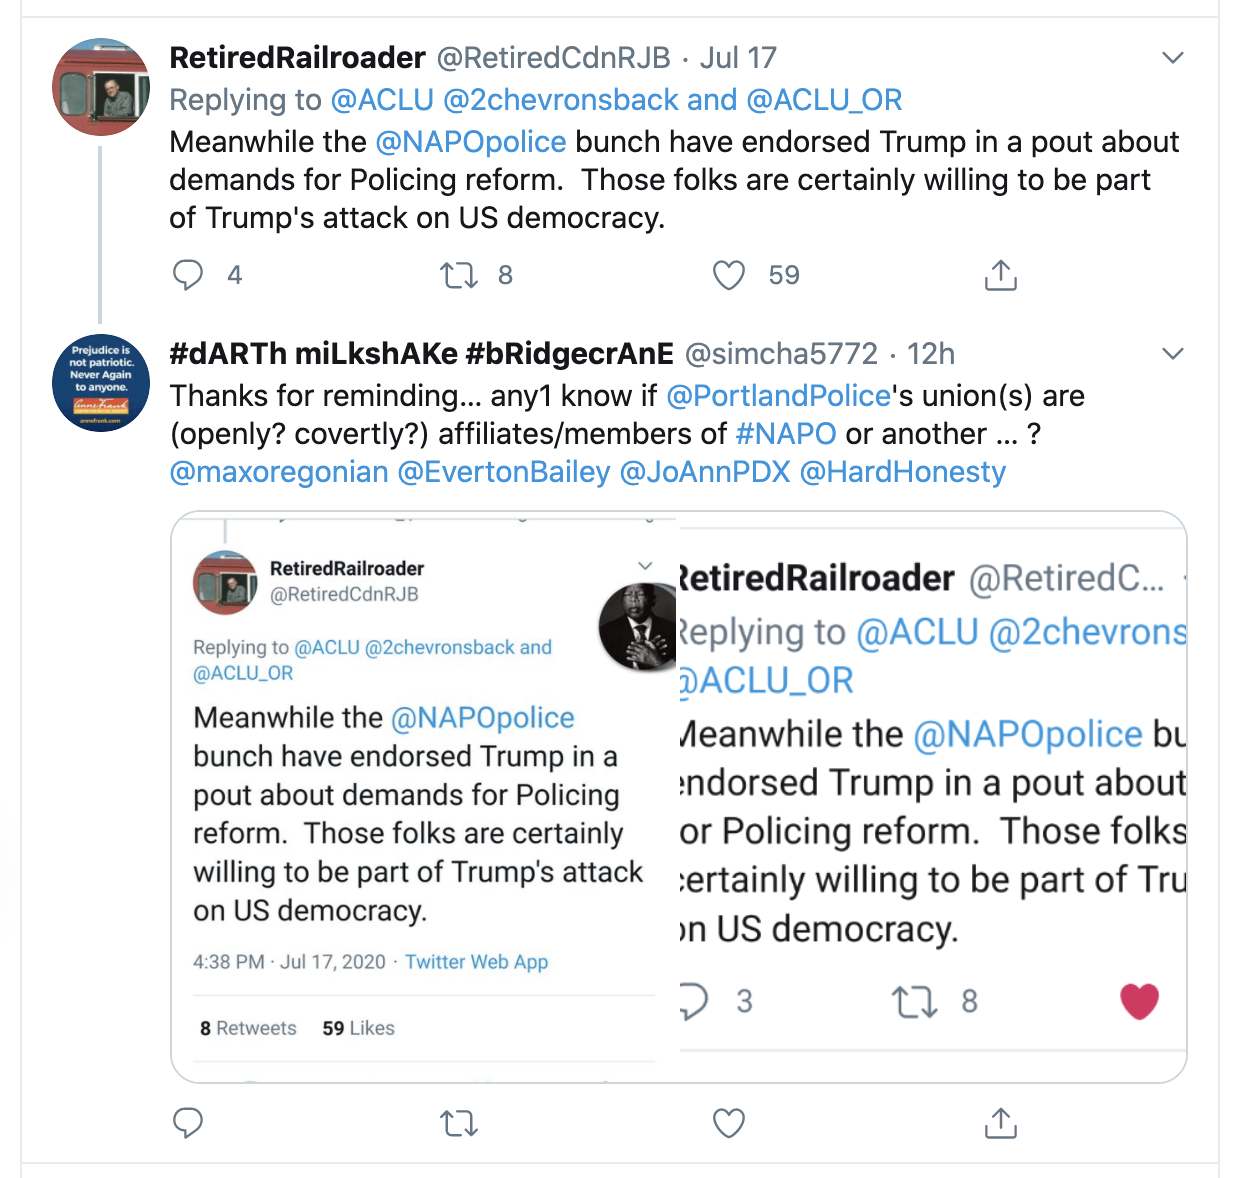 RetiredRailroader @RetiredCdnRJB · Jul 17
Replying to @ACLU @2chevronsback and @ACLU_OR
Meanwhile the @NAPOpolice bunch have endorsed Trump in a pout about
demands for Policing reform.  Those folks are certainly willing to be part
of Trump's attack on US democracy.
4 8 59
Prejudice is
not patriotic.
Never Again
to anyone.
Anne Frank
annefrank.com
#dARTh miLkshAKe #bRidgecrAnE @simcha5772 · 12h
Thanks for reminding... any1 know if @PortlandPolice's union(s) are
(openly? covertly?) affiliates/members of #NAPO or another ... ?
@maxoregonian @EvertonBailey @JoAnnPDX @HardHonesty
RetiredRailroader
@RetiredCdnRJB
Replying to @ACLU @2chevronsback and
@ACLU_OR
Meanwhile the @NAPOpolice
bunch have endorsed Trump in a
pout about demands for Policing
reform.  Those folks are certainly
willing to be part of Trump's attack
on US democracy.
4:38 PM · Jul 17, 2020 · Twitter Web App
8 Retweets 59 Likes
RetiredRailroader @RetiredC... ·
Replying to @ACLU @2chevrons
@ACLU_OR
Meanwhile the @NAPOpolice bu
endorsed Trump in a pout about
or Policing reform.  Those folks
certainly willing to be part of Tru
on US democracy.
3 8